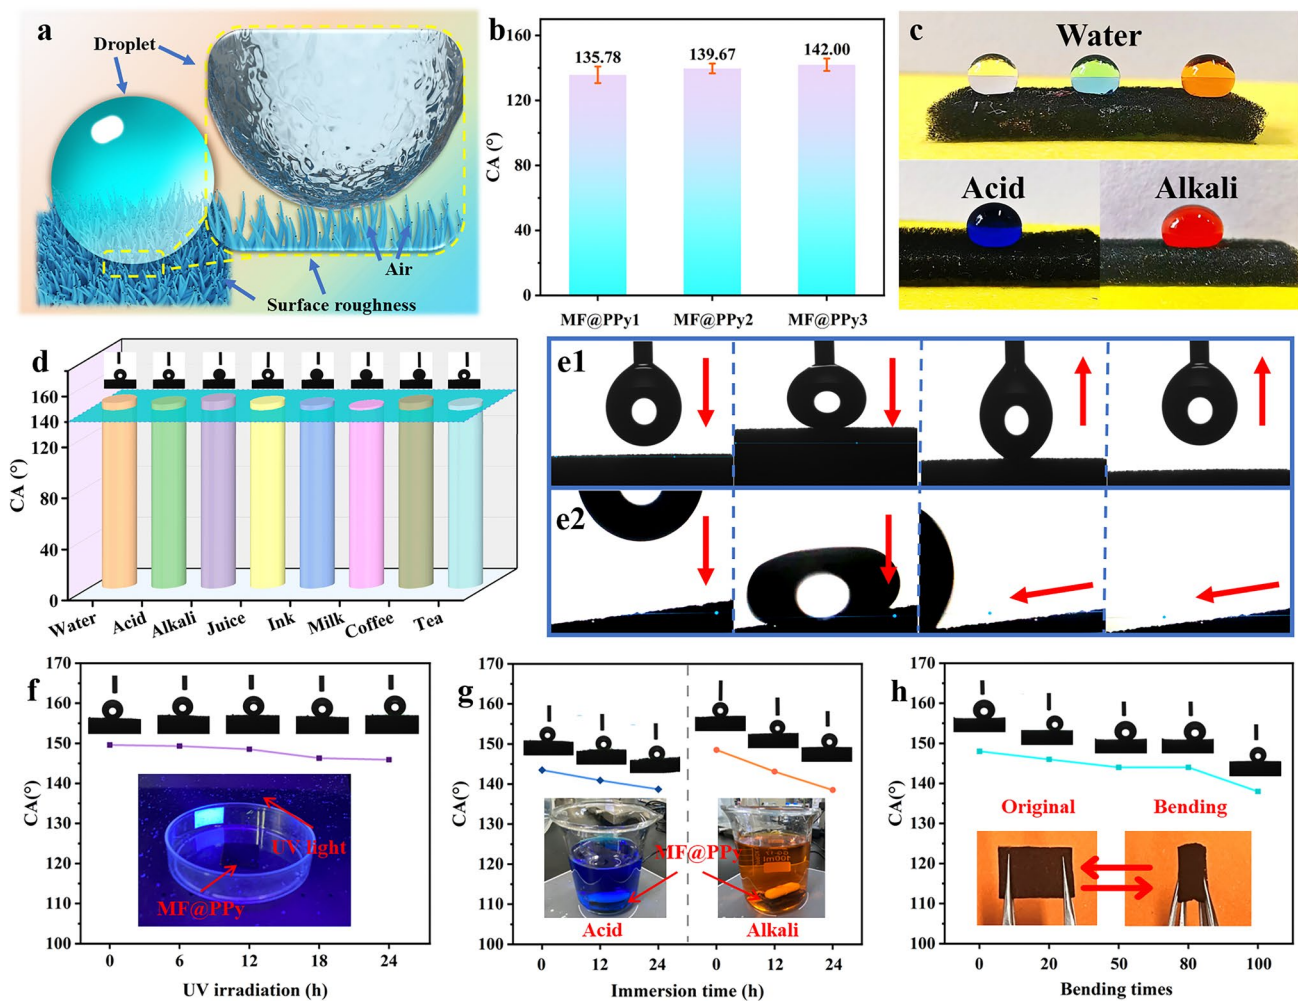 a
Droplet
Air
Surface roughness
b
CA (°)
160
120
80
40
0
135.78
139.67
142.00
MF@PPy1
MF@PPy2
MF@PPy3
c
Water
Acid
Alkali
d
CA (°)
180
160
140
80
40
0
Water
Acid
Alkali
Juice
Ink
Milk
Coffee
Tea
e1
e2
f
CA(°)
170
160
150
140
130
120
110
100
UV light
MF@PPy
0
6
12
18
24
UV irradiation (h)
g
CA(°)
170
160
150
140
130
120
110
100
MF@PPy
Acid
Alkali
0
12
24
0
12
24
Immersion time (h)
h
CA(°)
170
160
150
140
130
120
110
100
Original
Bending
0
20
50
80
100
Bending times